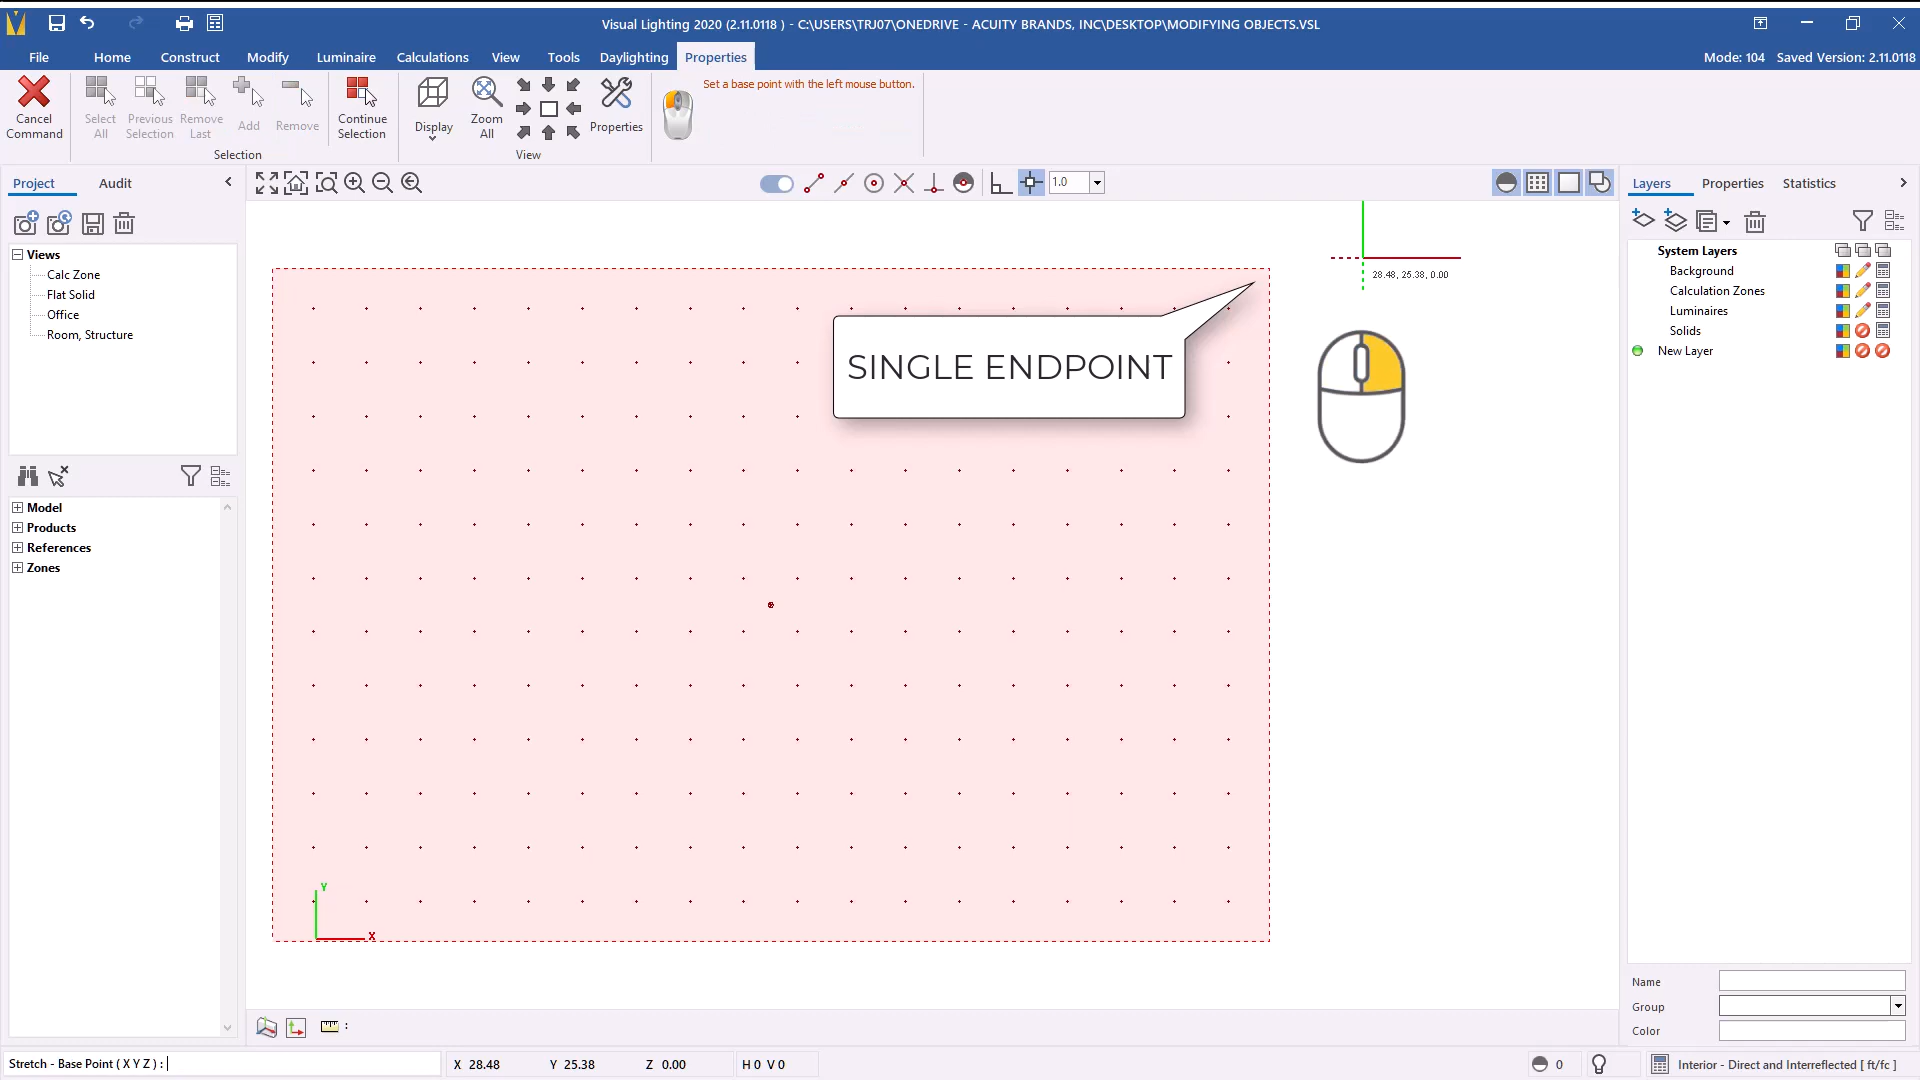 Visual Lighting 2020 (2.11.0118 ) - C:\USERS\TRJ07\ONEDRIVE - ACUITY BRANDS, INC\DESKTOP\MODIFYING OBJECTS.VSL
File Home Construct Modify Luminaire Calculations View Tools Daylighting Properties Mode: 104 Saved Version: 2.11.0118
Cancel Command
Select All
Previous Selection
Remove Last
Add
Remove
Continue Selection
Selection
Display
Zoom All
Properties
View
Set a base point with the left mouse button.
Project Audit
1.0
Layers Properties Statistics
Views
Calc Zone
Flat Solid
Office
Room, Structure
Model
Products
References
Zones
28.48, 25.38, 0.00
SINGLE ENDPOINT
Y
X
System Layers
Background
Calculation Zones
Luminaires
Solids
New Layer
Name
Group
Color
:
Stretch - Base Point ( X Y Z ) :
X 28.48 Y 25.38 Z 0.00 H 0 V 0
0
Interior - Direct and Interreflected [ ft/fc ]